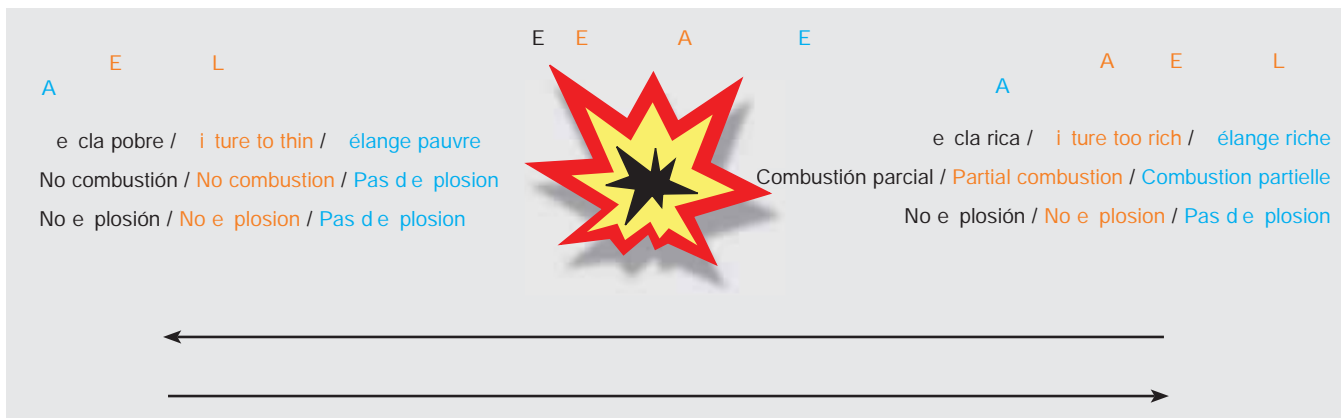 E E A E
E L
A
e cla pobre / i ture to thin / élange pauvre
No combustión / No combustion / Pas d e plosion
No e plosión / No e plosion / Pas d e plosion
A E L
A
e cla rica / i ture too rich / élange riche
Combustión parcial / Partial combustion / Combustion partielle
No e plosión / No e plosion / Pas d e plosion